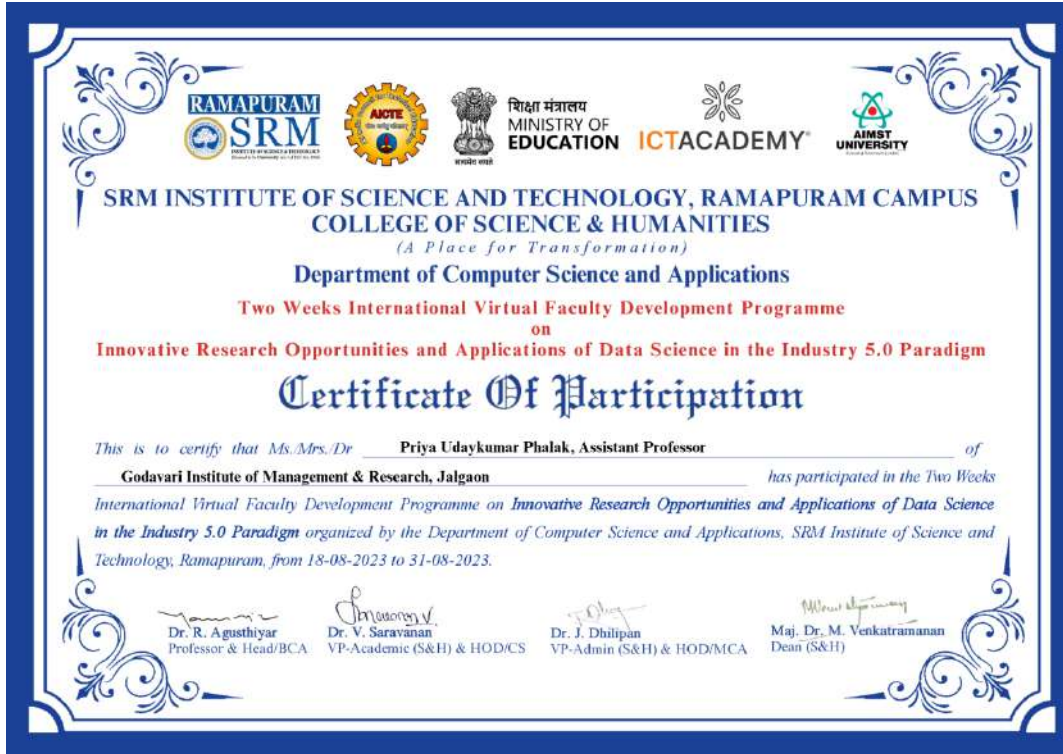 RAMAPURAM
SRM
INSTITUTE OF SCIENCE & TECHNOLOGY
AICTE
सत्यमेव जयते
शिक्षा मंत्रालय
MINISTRY OF
EDUCATION
ICTACADEMY
AIMST
UNIVERSITY
SRM INSTITUTE OF SCIENCE AND TECHNOLOGY, RAMAPURAM CAMPUS
COLLEGE OF SCIENCE & HUMANITIES
(A Place for Transformation)
Department of Computer Science and Applications
Two Weeks International Virtual Faculty Development Programme
on
Innovative Research Opportunities and Applications of Data Science in the Industry 5.0 Paradigm
Certificate Of Participation
This is to certify that Ms./Mrs./Dr Priya Udaykumar Phalak, Assistant Professor of
Godavari Institute of Management & Research, Jalgaon has participated in the Two Weeks
International Virtual Faculty Development Programme on Innovative Research Opportunities and Applications of Data Science
in the Industry 5.0 Paradigm organized by the Department of Computer Science and Applications, SRM Institute of Science and
Technology, Ramapuram, from 18-08-2023 to 31-08-2023.
Dr. R. Agusthiyar
Professor & Head/BCA
Dr. V. Saravanan
VP-Academic (S&H) & HOD/CS
Dr. J. Dhilipan
VP-Admin (S&H) & HOD/MCA
Maj. Dr. M. Venkatramanan
Dean (S&H)